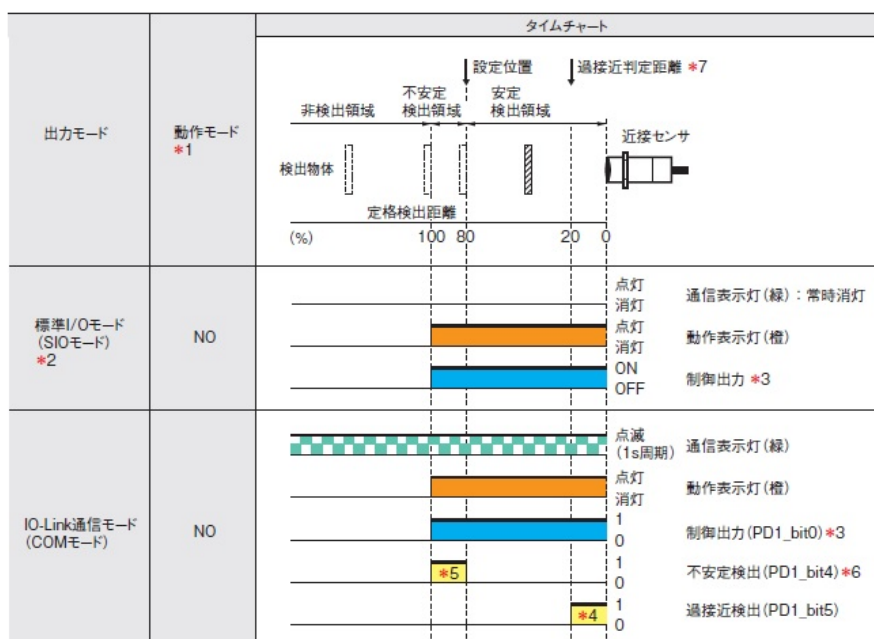 タイムチャート
出力モード
動作モード
*1
設定位置
過接近判定距離 *7
非検出領域
不安定
検出領域
安定
検出領域
近接センサ
検出物体
定格検出距離
(%)
100 80
20
0
標準I/Oモード
(SIOモード)
*2
NO
点灯
消灯
通信表示灯(緑)：常時消灯
点灯
消灯
動作表示灯(橙)
ON
OFF
制御出力 *3
IO-Link通信モード
(COMモード)
NO
点滅
(1s周期)
通信表示灯(緑)
点灯
消灯
動作表示灯(橙)
1
0
制御出力(PD1_bit0)*3
*5
1
0
不安定検出(PD1_bit4)*6
*4
1
0
過接近検出(PD1_bit5)